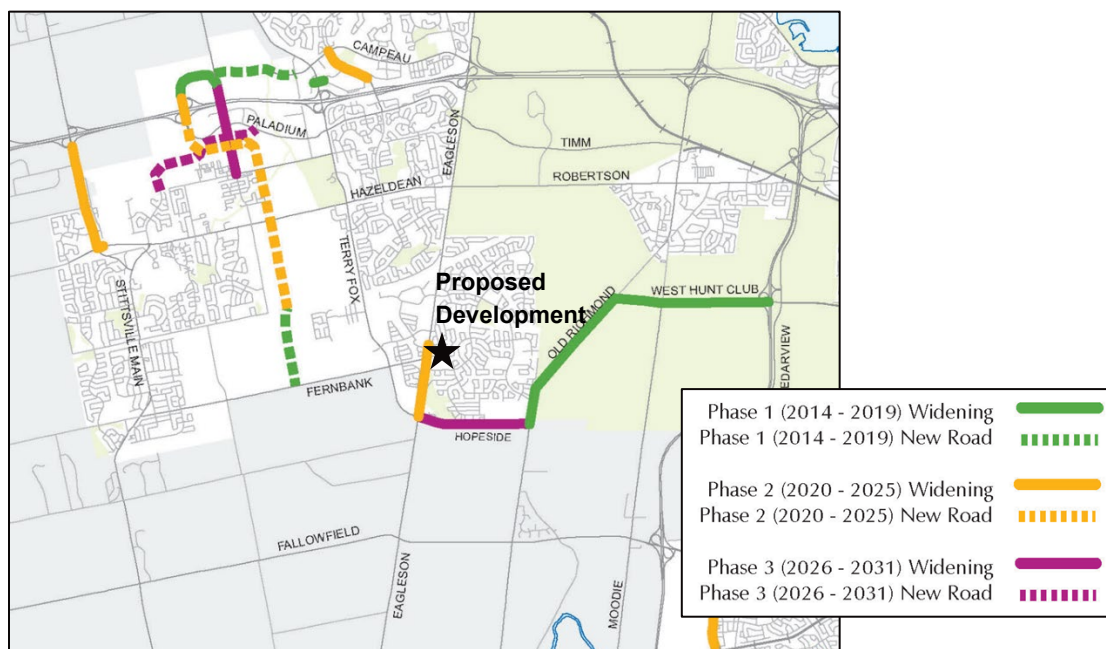 CAMPEAU
PALADIUM
EAGLESON
TIMM
ROBERTSON
HAZELDEAN
TERRY FOX
STITTSVILLE MAIN
Proposed
Development
OLD RICHMOND
WEST HUNT CLUB
EDARVIEW
FERNBANK
HOPESIDE
FALLOWFIELD
EAGLESON
MOODIE
Phase 1 (2014 - 2019) Widening
Phase 1 (2014 - 2019) New Road
Phase 2 (2020 - 2025) Widening
Phase 2 (2020 - 2025) New Road
Phase 3 (2026 - 2031) Widening
Phase 3 (2026 - 2031) New Road